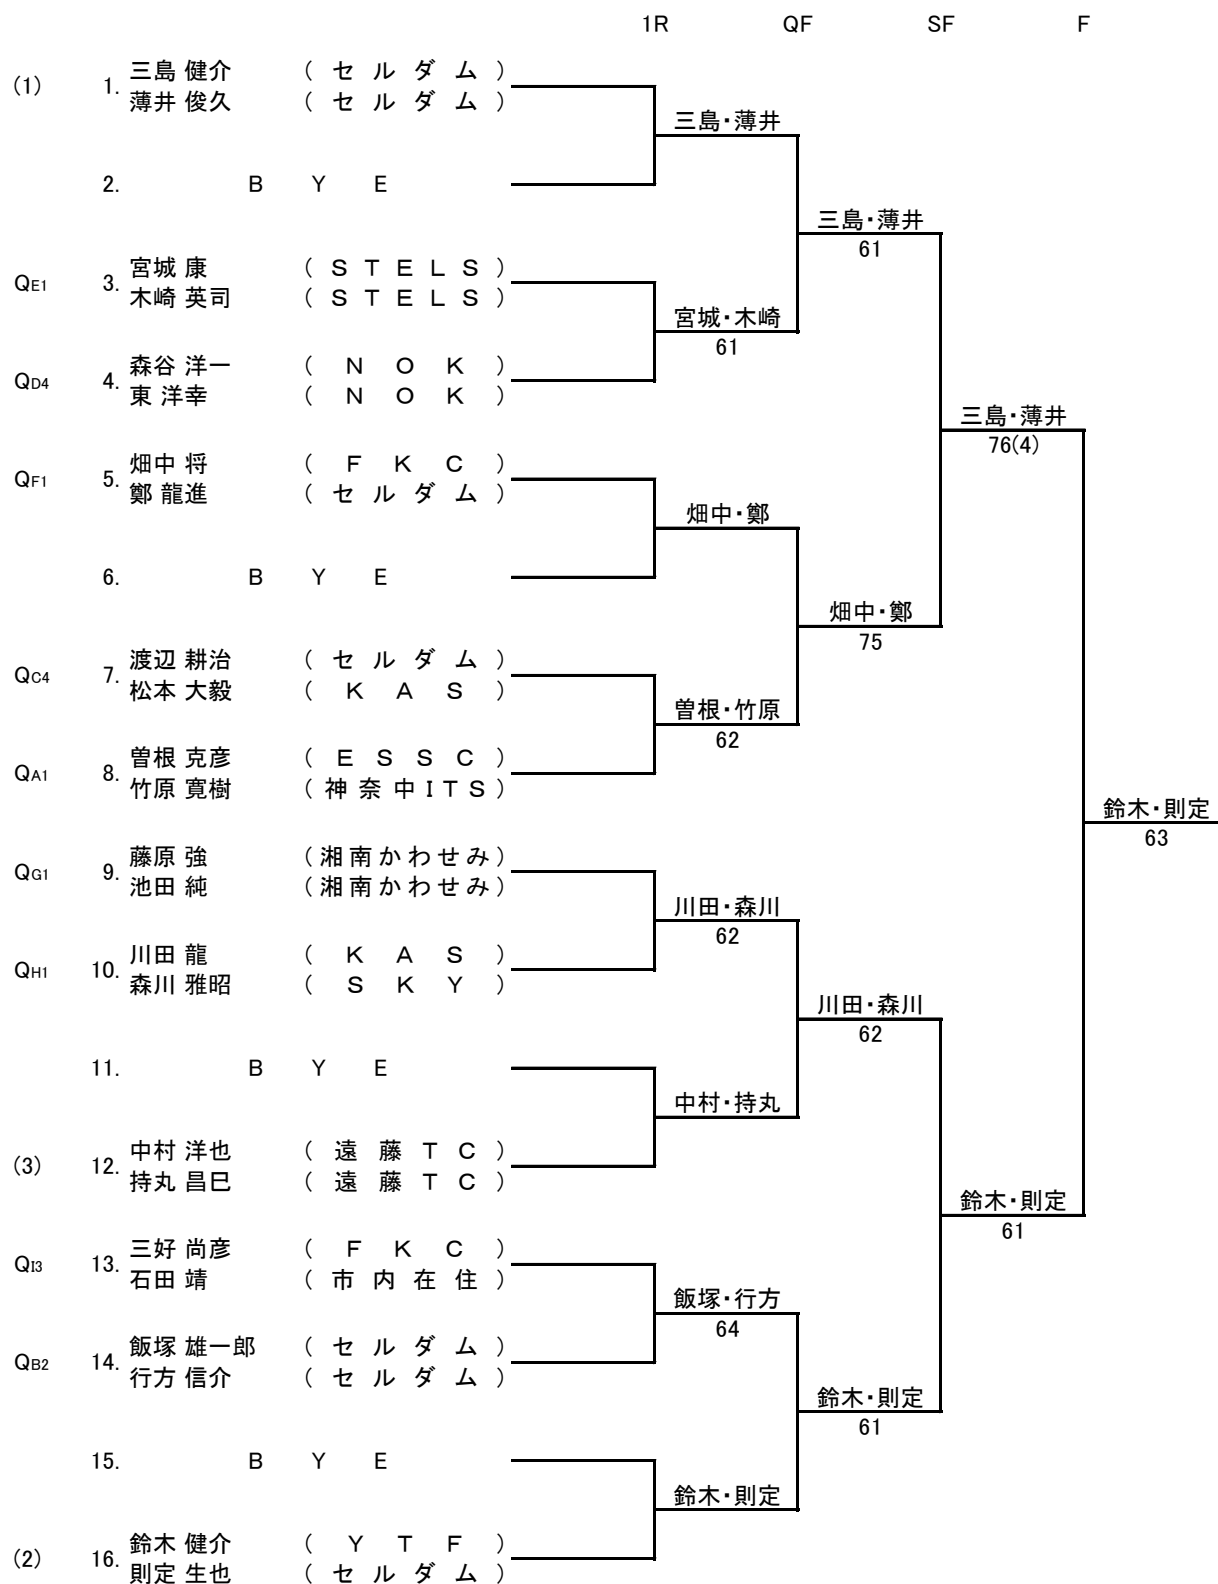 1R QF SF F
(1) 1. 三島 健介 ( セ ル ダ ム )
薄井 俊久 ( セ ル ダ ム )
三島・薄井
2. B Y E
三島・薄井
61
QE1 3. 宮城 康 ( S T E L S )
木崎 英司 ( S T E L S )
宮城・木崎
61
QD4 4. 森谷 洋一 ( N O K )
東 洋幸 ( N O K )
三島・薄井
76(4)
QF1 5. 畑中 将 ( F K C )
鄭 龍進 ( セ ル ダ ム )
畑中・鄭
6. B Y E
畑中・鄭
75
QC4 7. 渡辺 耕治 ( セ ル ダ ム )
松本 大毅 ( K A S )
曽根・竹原
62
QA1 8. 曽根 克彦 ( E S S C )
竹原 寛樹 ( 神 奈 中 I T S )
鈴木・則定
63
QG1 9. 藤原 強 ( 湘 南 か わ せ み )
池田 純 ( 湘 南 か わ せ み )
川田・森川
62
QH1 10. 川田 龍 ( K A S )
森川 雅昭 ( S K Y )
川田・森川
62
11. B Y E
中村・持丸
(3) 12. 中村 洋也 ( 遠 藤 T C )
持丸 昌巳 ( 遠 藤 T C )
鈴木・則定
61
QI3 13. 三好 尚彦 ( F K C )
石田 靖 ( 市 内 在 住 )
飯塚・行方
64
QB2 14. 飯塚 雄一郎 ( セ ル ダ ム )
行方 信介 ( セ ル ダ ム )
鈴木・則定
61
15. B Y E
鈴木・則定
(2) 16. 鈴木 健介 ( Y T F )
則定 生也 ( セ ル ダ ム )